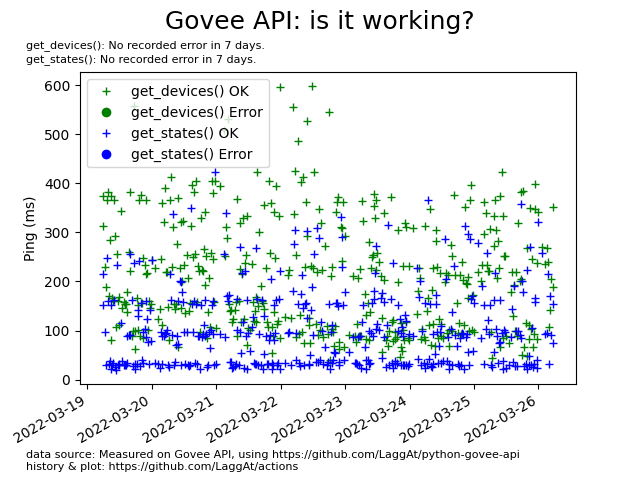 Govee API: is it working?
get_devices(): No recorded error in 7 days.
get_states(): No recorded error in 7 days.
get_devices() OK
get_devices() Error
get_states() OK
get_states() Error
600
500
400
300
200
100
0
Ping (ms)
2022-03-19
2022-03-20
2022-03-21
2022-03-22
2022-03-23
2022-03-24
2022-03-25
2022-03-26
data source: Measured on Govee API, using https://github.com/LaggAt/python-govee-api
history & plot: https://github.com/LaggAt/actions